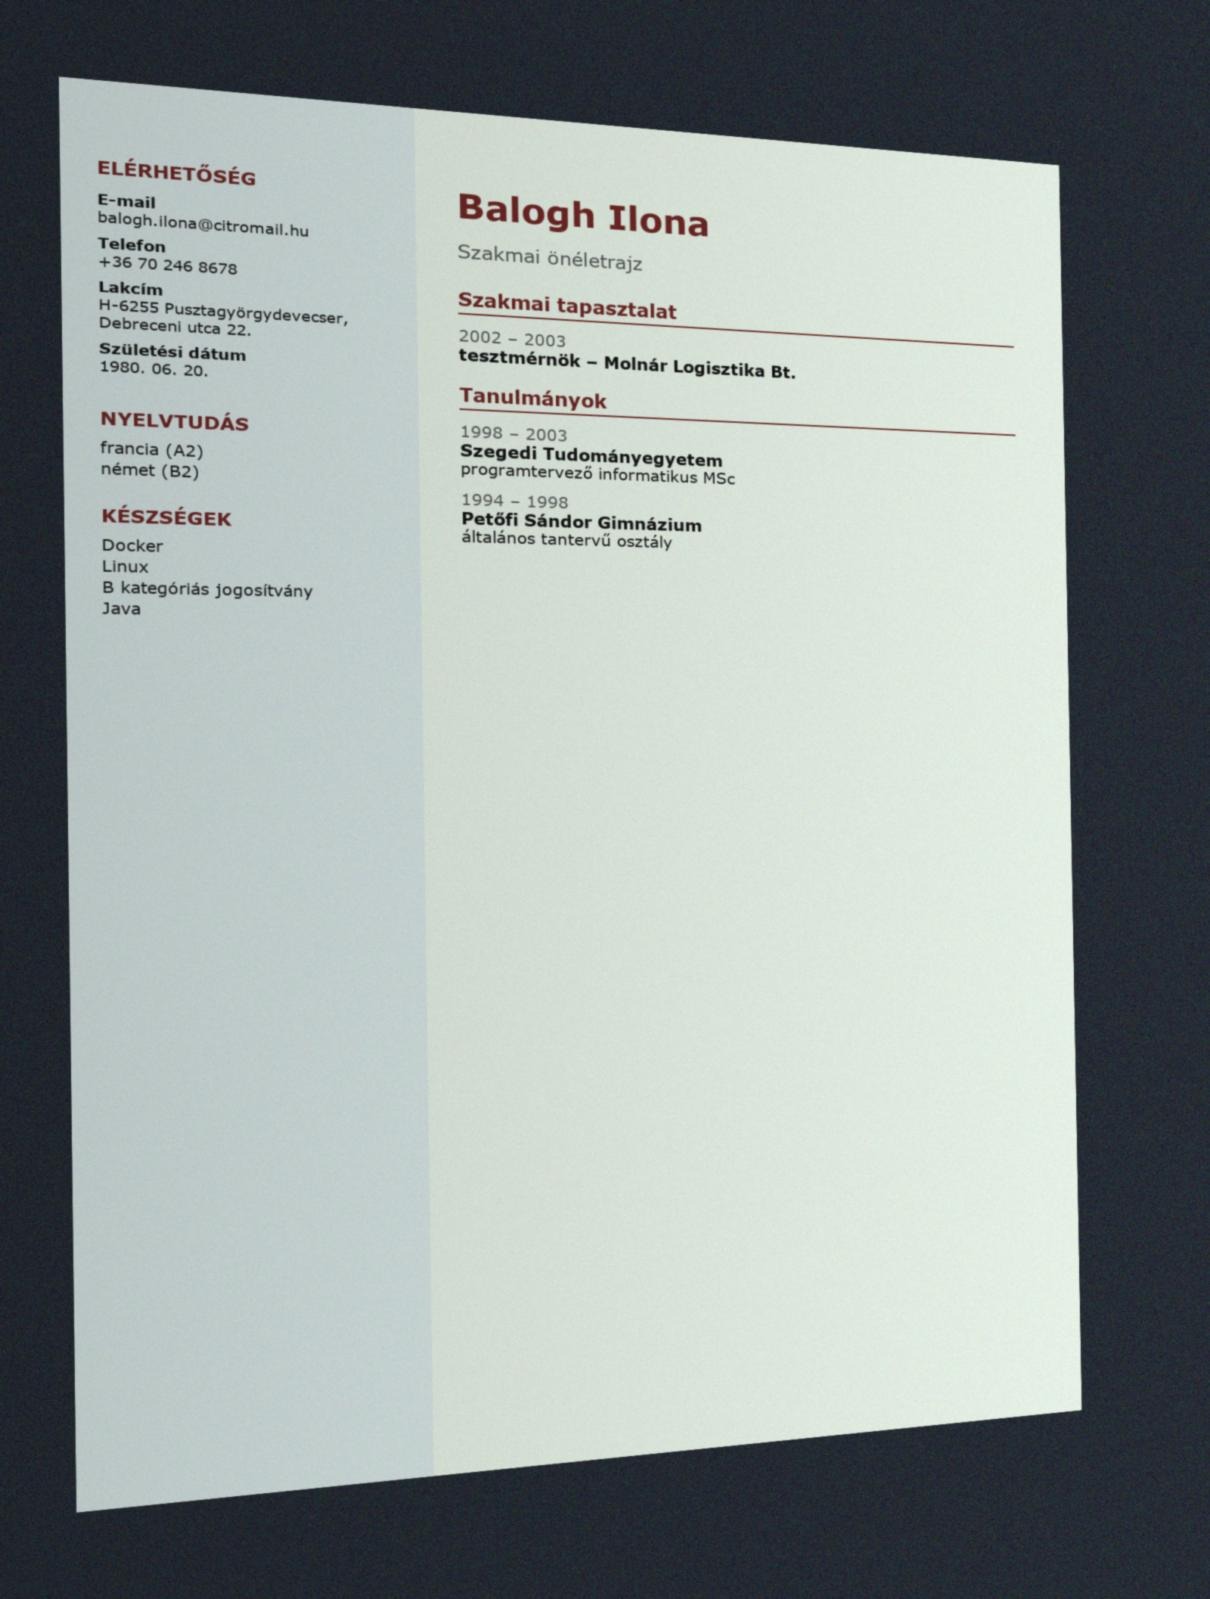 ELÉRHETŐSÉG
E-mail
balogh.ilona@citromail.hu
Telefon
+36 70 246 8678
Lakcím
H-6255 Pusztagyörgydevecser,
Debreceni utca 22.
Születési dátum
1980. 06. 20.
NYELVTUDÁS
francia (A2)
német (B2)
KÉSZSÉGEK
Docker
Linux
B kategóriás jogosítvány
Java
Balogh Ilona
Szakmai önéletrajz
Szakmai tapasztalat
2002 – 2003
tesztmérnök – Molnár Logisztika Bt.
Tanulmányok
1998 – 2003
Szegedi Tudományegyetem
programtervező informatikus MSc
1994 – 1998
Petőfi Sándor Gimnázium
általános tantervű osztály